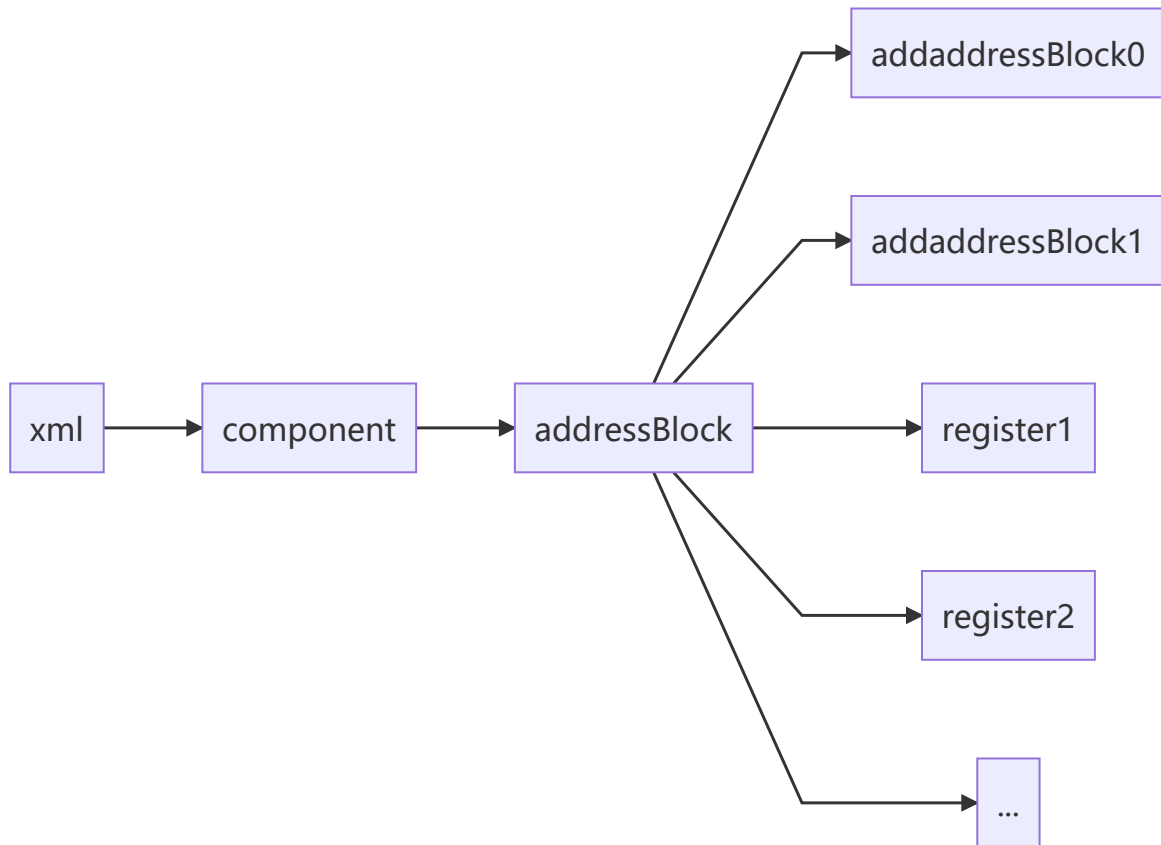 xml
component
addressBlock
addaddressBlock0
addaddressBlock1
register1
register2
...